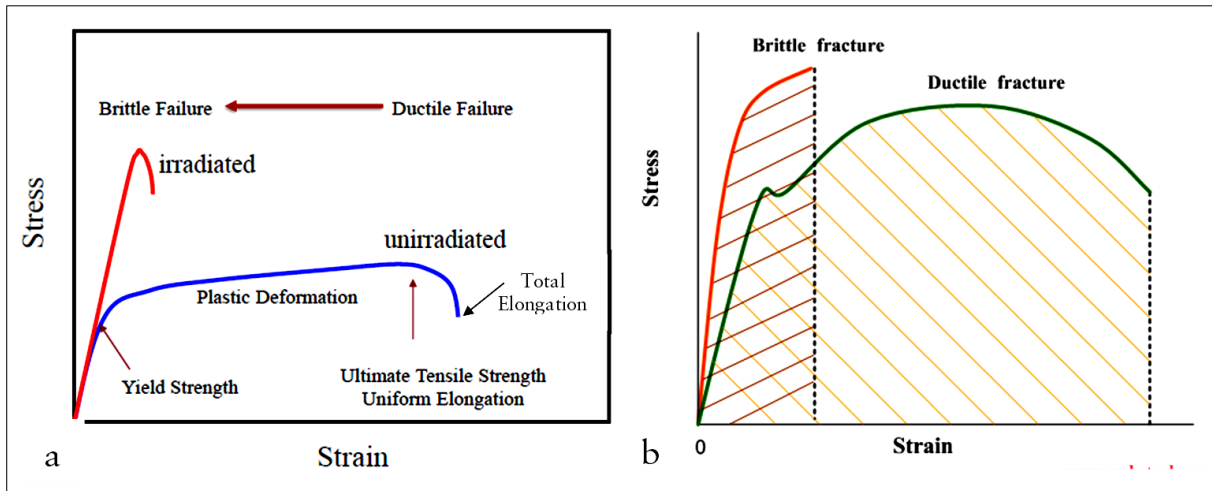 Brittle Failure
Ductile Failure
irradiated
unirradiated
Plastic Deformation
Total
Elongation
Yield Strength
Ultimate Tensile Strength
Uniform Elongation
Stress
Strain
a
Brittle fracture
Ductile fracture
Stress
0
Strain
b